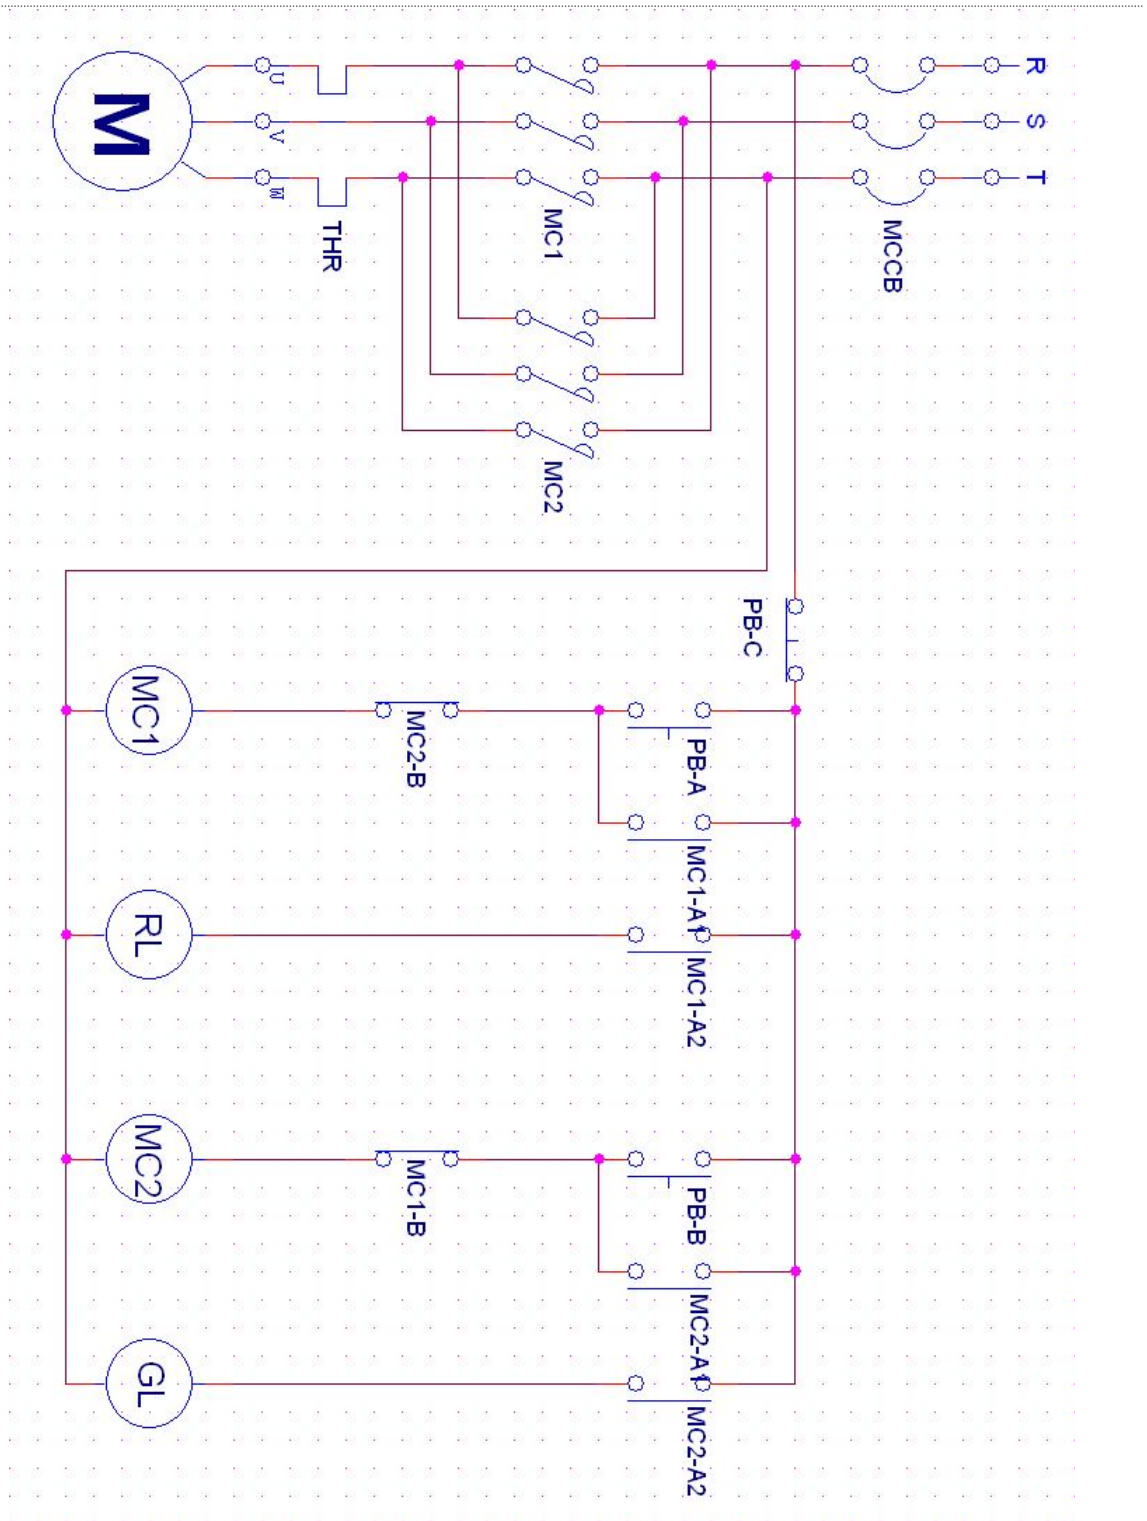 R
S
T
MCCB
MC1
MC2
THR
U
V
W
M
PB-C
PB-A
MC1-A1
MC2-B
MC1
MC1-A2
RL
PB-B
MC2-A1
MC1-B
MC2
MC2-A2
GL